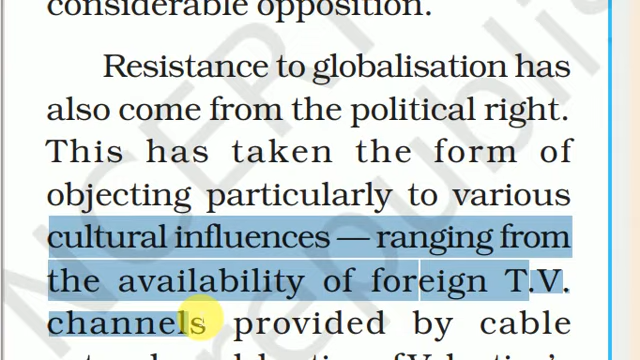 considerable opposition.
Resistance to globalisation has
also come from the political right.
This has taken the form of
objecting particularly to various
cultural influences — ranging from
the availability of foreign T.V.
channels provided by cable